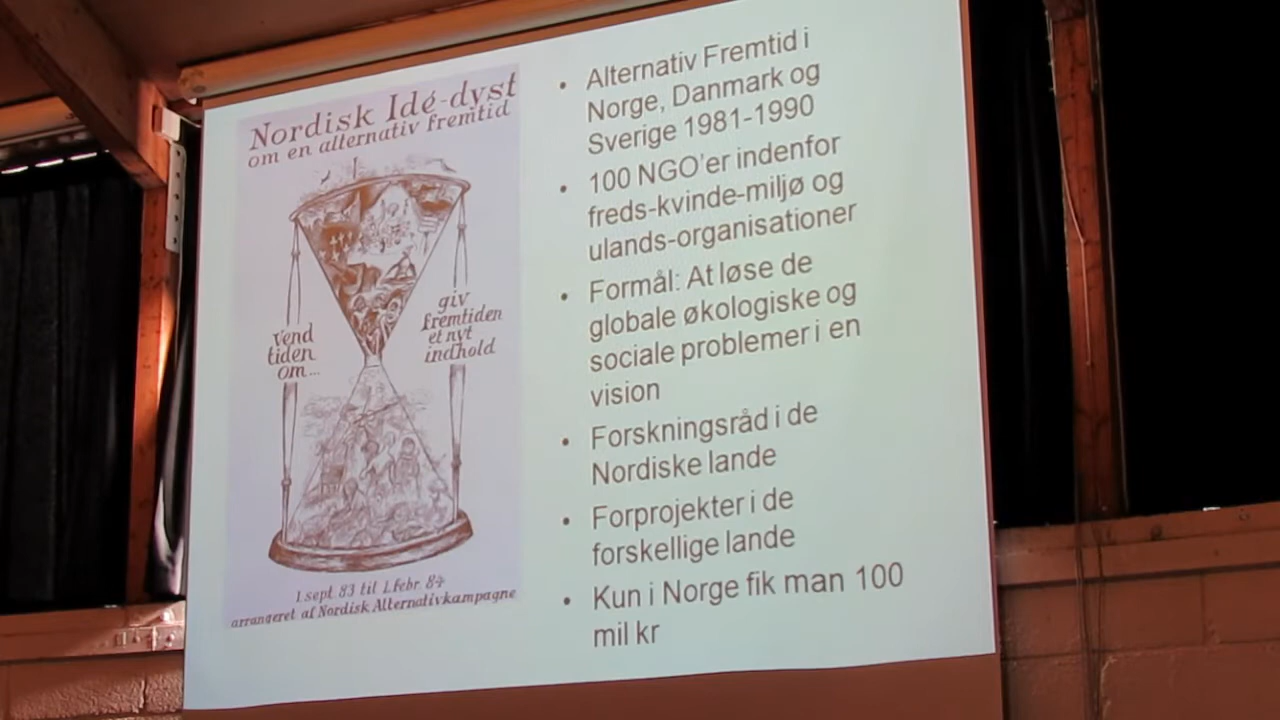 Nordisk Idé-dyst
om en alternativ fremtid
Vend
tiden
om...
giv
fremtiden
et nyt
indhold
1. sept. 83 til 1. febr. 84
arrangeret af Nordisk Alternativkampagne
• Alternativ Fremtid i
Norge, Danmark og
Sverige 1981-1990
• 100 NGO'er indenfor
freds-kvinde-miljø og
ulands-organisationer
• Formål: At løse de
globale økologiske og
sociale problemer i en
vision
• Forskningsråd i de
Nordiske lande
• Forprojekter i de
forskellige lande
• Kun i Norge fik man 100
mil kr